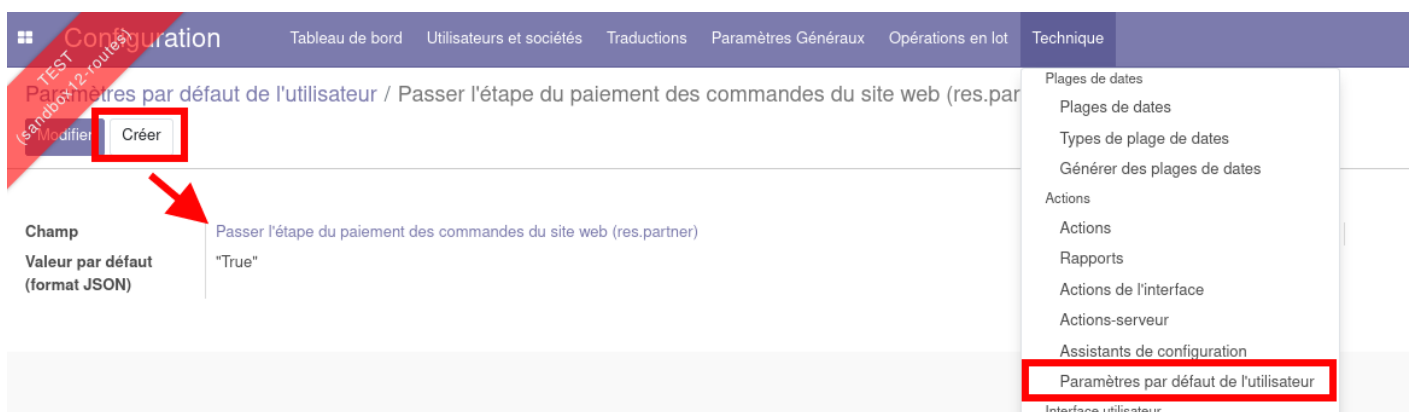 Configuration
Tableau de bord
Utilisateurs et sociétés
Traductions
Paramètres Généraux
Opérations en lot
Technique
TEST
(sandbox12-routes)
Paramètres par défaut de l'utilisateur / Passer l'étape du paiement des commandes du site web (res.par
Modifier
Créer
Champ
Passer l'étape du paiement des commandes du site web (res.partner)
Valeur par défaut
(format JSON)
"True"
Plages de dates
Plages de dates
Types de plage de dates
Générer des plages de dates
Actions
Actions
Rapports
Actions de l'interface
Actions-serveur
Assistants de configuration
Paramètres par défaut de l'utilisateur
Interface utilisateur